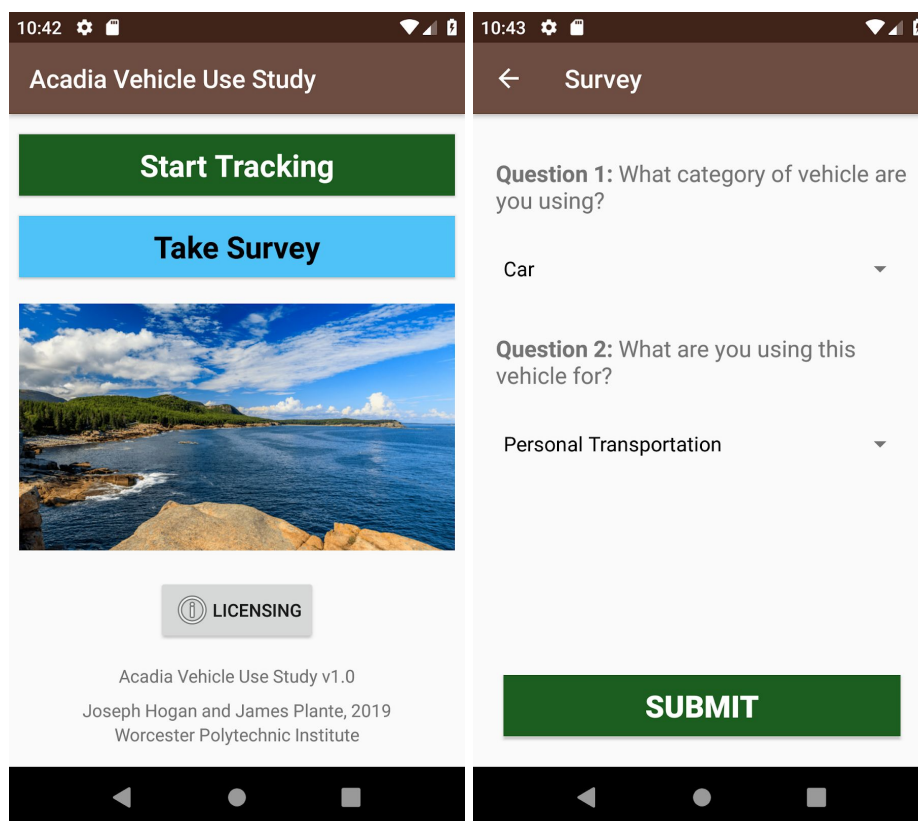 10:42
Acadia Vehicle Use Study
Start Tracking
Take Survey
LICENSING
Acadia Vehicle Use Study v1.0
Joseph Hogan and James Plante, 2019
Worcester Polytechnic Institute
10:43
Survey
Question 1: What category of vehicle are
you using?
Car
Question 2: What are you using this
vehicle for?
Personal Transportation
SUBMIT